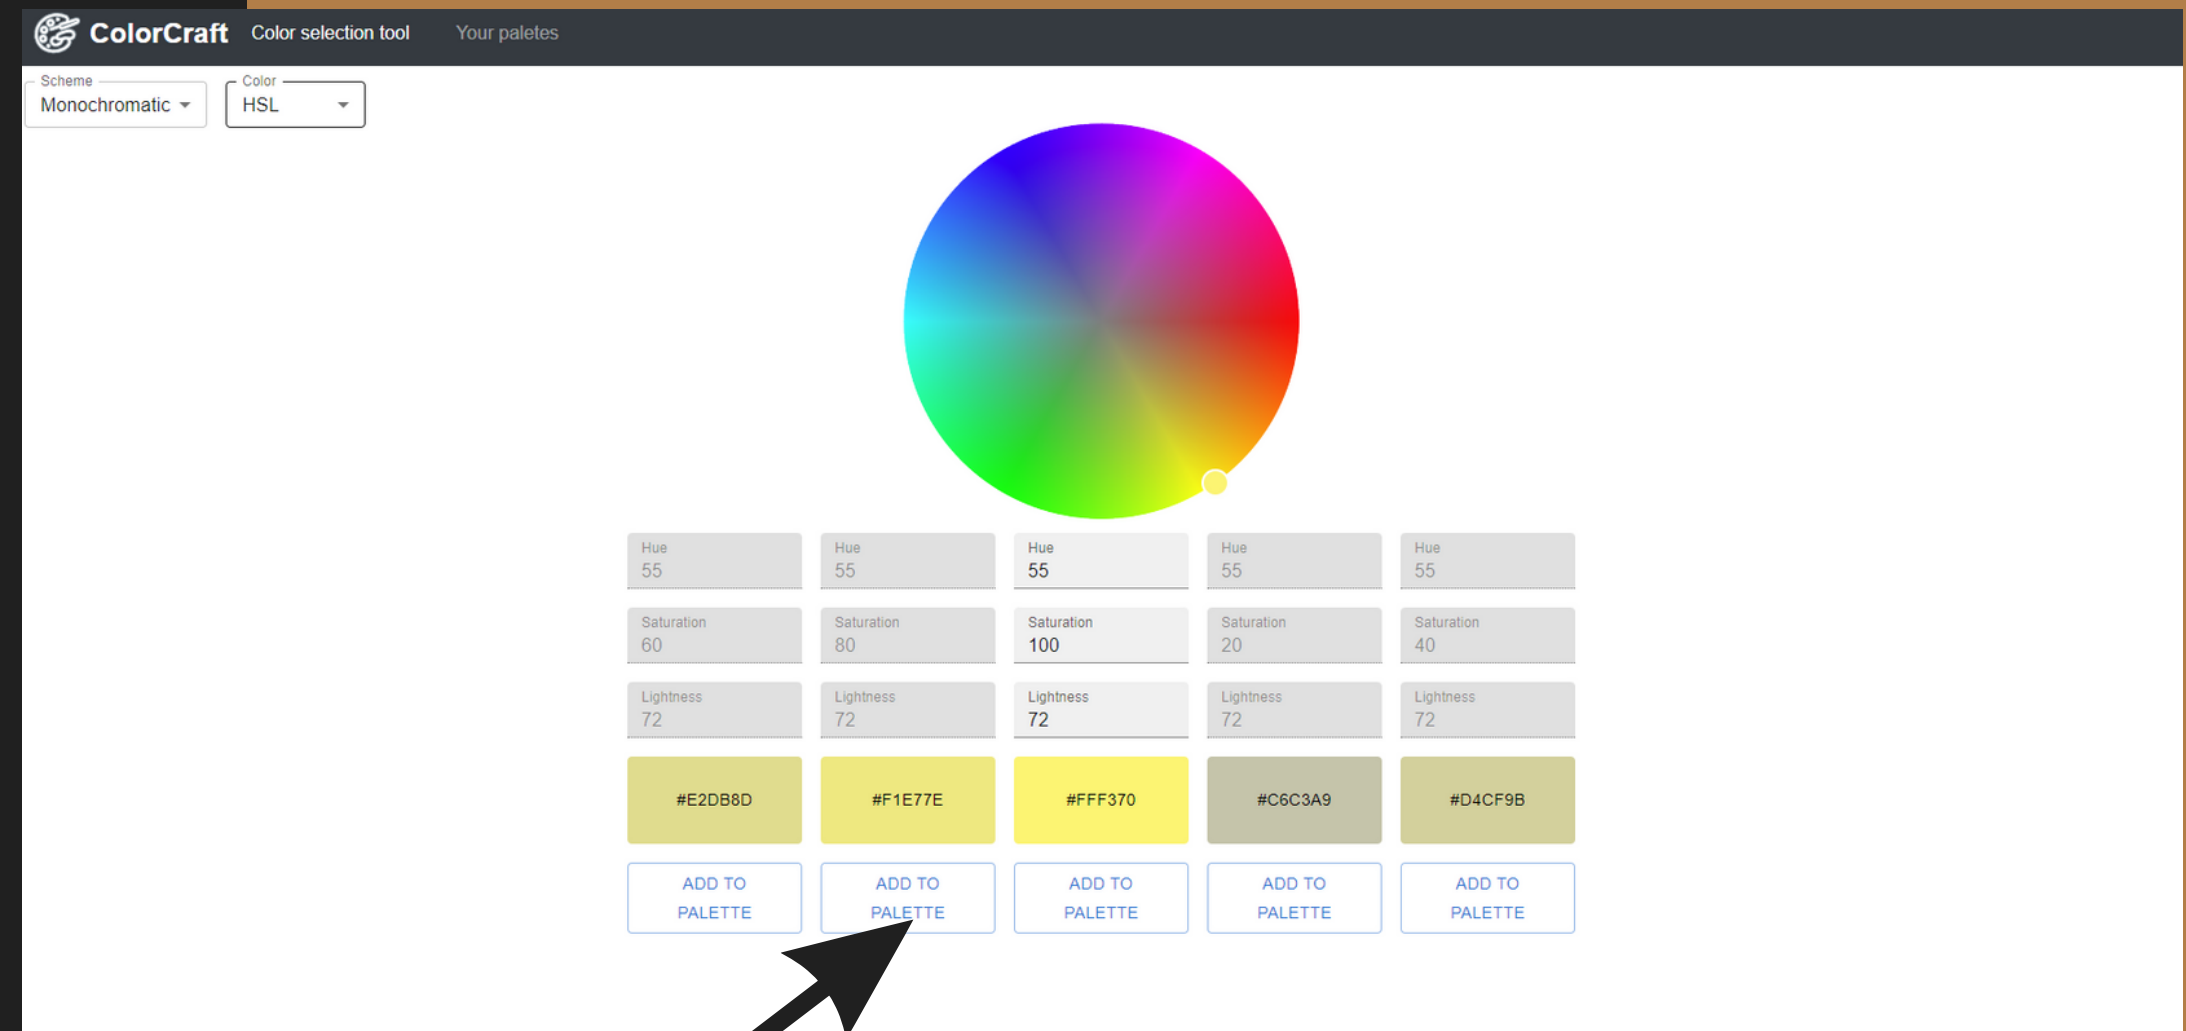 ColorCraft Color selection tool Your paletes
Scheme Color
Monochromatic HSL
Hue Hue Hue Hue Hue
55 55 55 55 55
Saturation Saturation Saturation Saturation Saturation
60 80 100 20 40
Lightness Lightness Lightness Lightness Lightness
72 72 72 72 72
#E2DB8D #F1E77E #FFF370 #C6C3A9 #D4CF9B
ADD TO ADD TO ADD TO ADD TO ADD TO
PALETTE PALETTE PALETTE PALETTE PALETTE